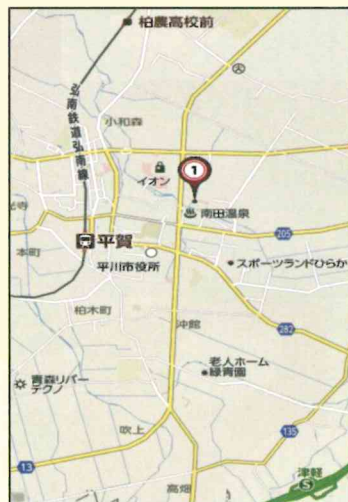 柏農高校前
弘南鉄道弘南線
小和森
イオン
1
南田温泉
光寺
本町
平賀
平川市役所
205
スポーツランドひらか
柏木町
沖館
282
老人ホーム
緑青園
青森リバー
テクノ
吹上
135
13
高畑
津軽
S